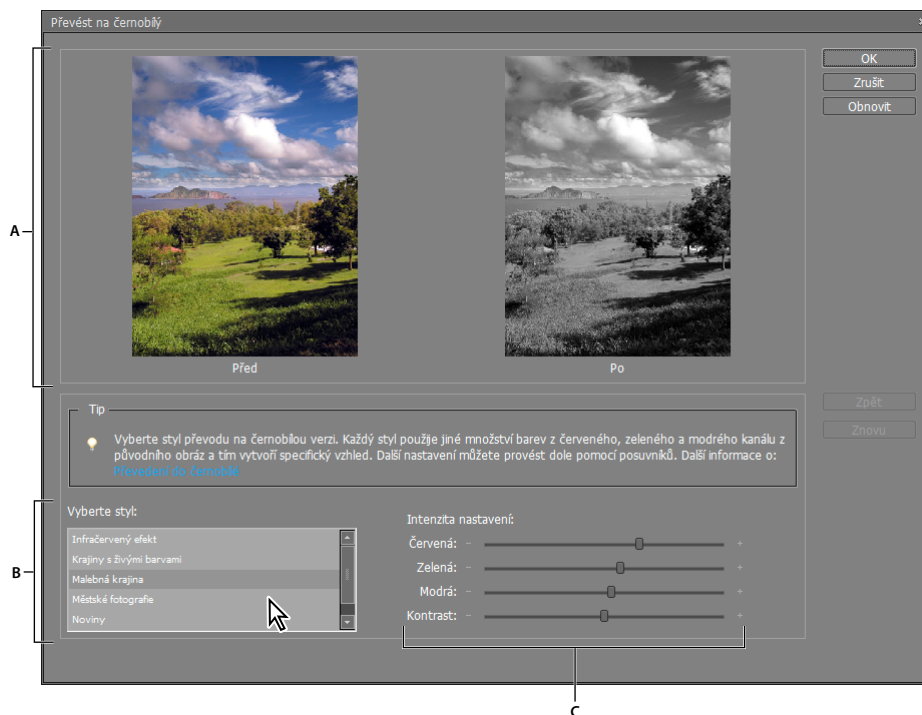 Převést na černobílý
OK
Zrušit
Obnovit
A
Před
Po
Zpět
Znovu
Tip
Vyberte styl převodu na černobílou verzi. Každý styl použije jiné množství barev z červeného, zeleného a modrého kanálu z
původního obráz a tím vytvoří specifický vzhled. Další nastavení můžete provést dole pomocí posuvníků. Další informace o:
Převedení do černobílé
B
Vyberte styl:
Infračervený efekt
Krajiny s živými barvami
Malebná krajina
Městské fotografie
Noviny
Intenzita nastavení:
Červená: - +
Zelená: - +
Modrá: - +
Kontrast: - +
C